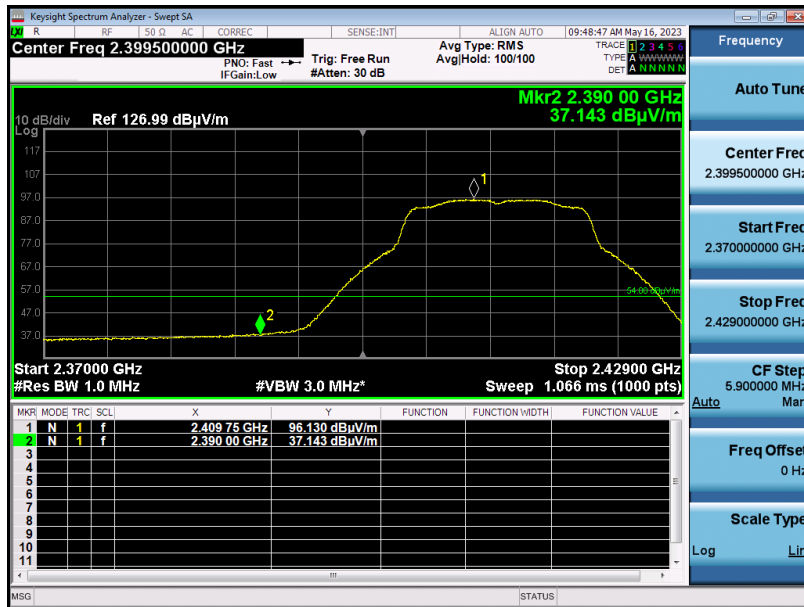 Keysight Spectrum Analyzer - Swept SA
LXI R RF 50 Ω AC CORREC SENSE:INT ALIGN AUTO 09:48:47 AM May 16, 2023
Center Freq 2.399500000 GHz
PNO: Fast
IFGain:Low
Trig: Free Run
#Atten: 30 dB
Avg Type: RMS
Avg|Hold: 100/100
TRACE 1 2 3 4 5 6
TYPE A WWWWW
DET A N N N N N
Mkr2 2.390 00 GHz
37.143 dBµV/m
10 dB/div Ref 126.99 dBµV/m
Log
117
107
97.0
87.0
77.0
67.0
57.0
47.0
37.0
1
2
54.00 dBµV/m
Start 2.37000 GHz Stop 2.42900 GHz
#Res BW 1.0 MHz #VBW 3.0 MHz* Sweep 1.066 ms (1000 pts)
MKR MODE TRC SCL X Y FUNCTION FUNCTION WIDTH FUNCTION VALUE
1 N 1 f 2.409 75 GHz 96.130 dBµV/m
2 N 1 f 2.390 00 GHz 37.143 dBµV/m
3
4
5
6
7
8
9
10
11
MSG STATUS
Frequency
Auto Tune
Center Freq
2.399500000 GHz
Start Freq
2.370000000 GHz
Stop Freq
2.429000000 GHz
CF Step
5.900000 MHz
Auto Man
Freq Offset
0 Hz
Scale Type
Log Lin